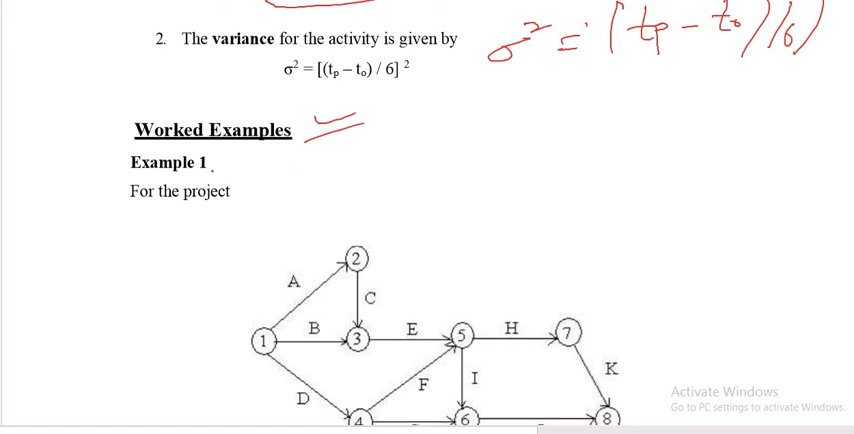 2. The variance for the activity is given by
σ² = [(tₚ – tₒ) / 6] ²
σ² = (tp - to)/6)
Worked Examples
Example 1
For the project
2
A
C
B
E
H
1
3
5
7
K
F
I
D
4
6
8
Activate Windows
Go to PC settings to activate Windows.